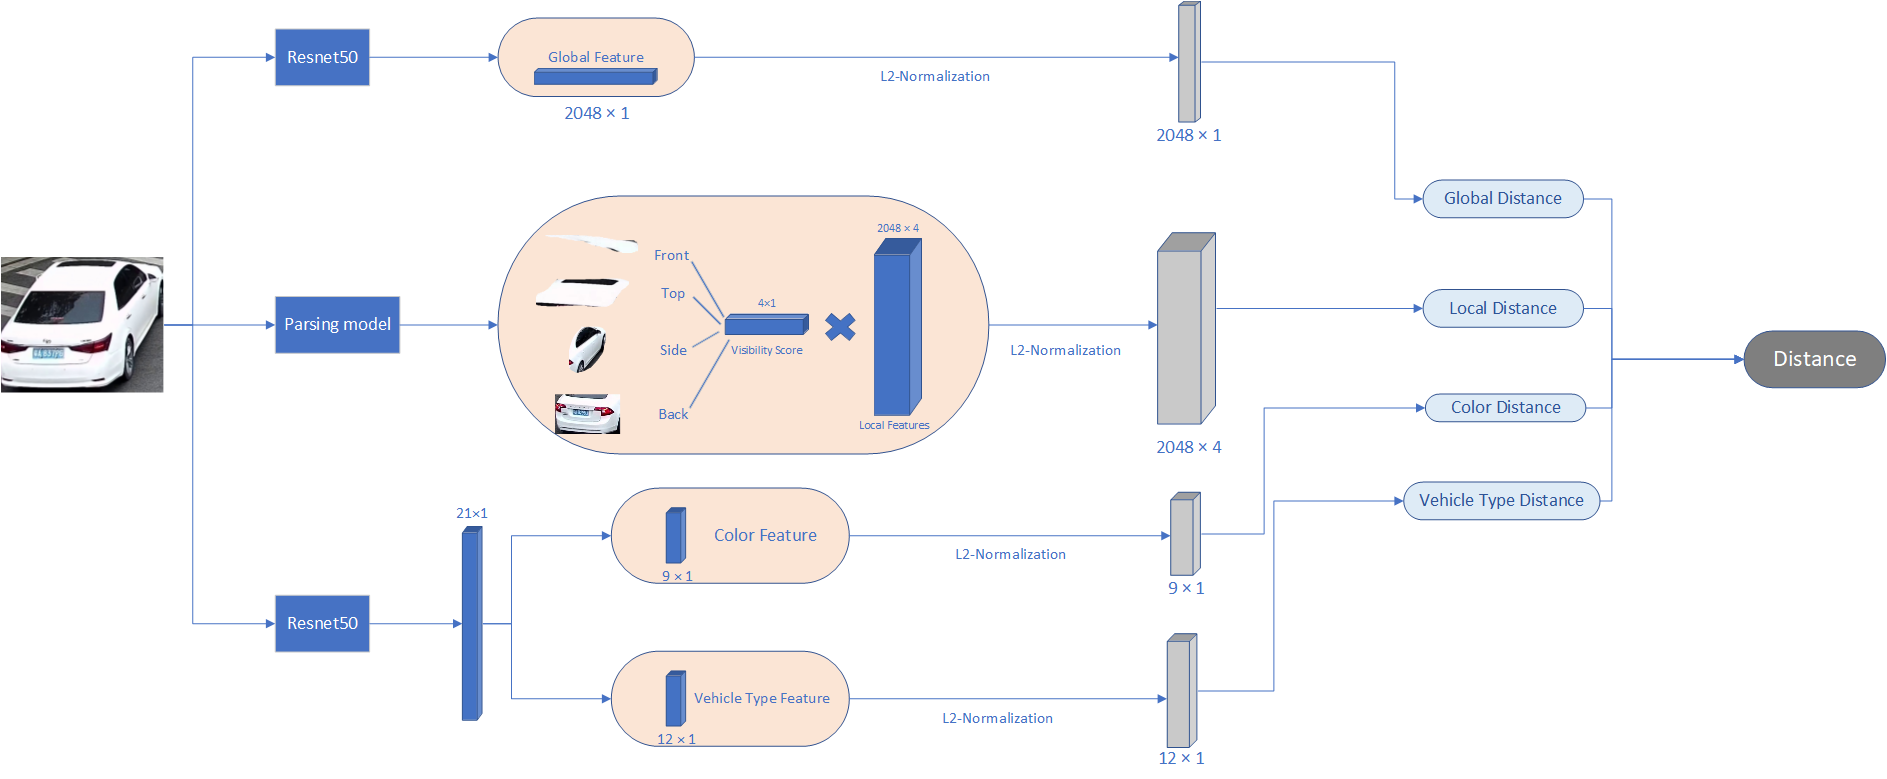 Resnet50
Global Feature
2048 × 1
L2-Normalization
2048 × 1
Global Distance
Parsing model
Front
Top
Side
Back
4×1
Visibility Score
2048 × 4
Local Features
L2-Normalization
2048 × 4
Local Distance
Distance
Color Distance
Vehicle Type Distance
Resnet50
21×1
Color Feature
9 × 1
L2-Normalization
9 × 1
Vehicle Type Feature
12 × 1
L2-Normalization
12 × 1